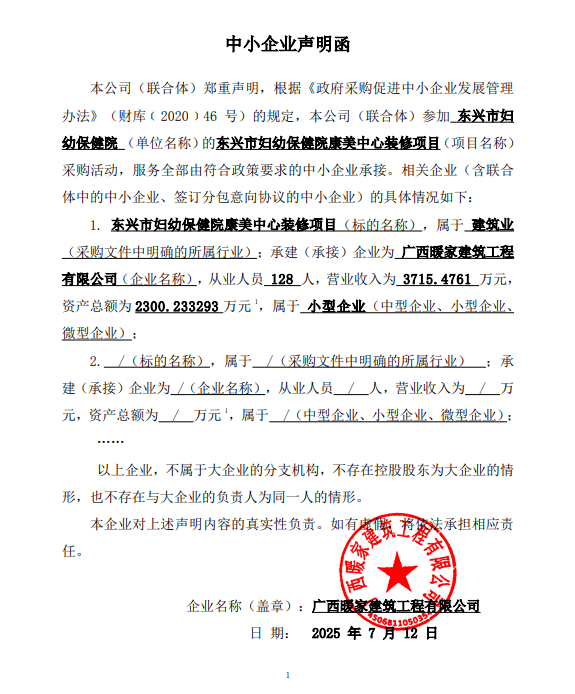 中小企业声明函
本公司（联合体）郑重声明，根据《政府采购促进中小企业发展管理
办法》（财库﹝2020﹞46 号）的规定，本公司（联合体）参加 东兴市妇
幼保健院 （单位名称）的东兴市妇幼保健院康美中心装修项目（项目名称）
采购活动，服务全部由符合政策要求的中小企业承接。相关企业（含联合
体中的中小企业、签订分包意向协议的中小企业）的具体情况如下：
1. 东兴市妇幼保健院康美中心装修项目（标的名称），属于 建筑业
（采购文件中明确的所属行业）；承建（承接）企业为 广西暖家建筑工程
有限公司（企业名称），从业人员 128 人，营业收入为 3715.4761 万元，
资产总额为 2300.233293 万元1，属于 小型企业（中型企业、小型企业、
微型企业）；
2. /（标的名称），属于 /（采购文件中明确的所属行业） ；承
建（承接）企业为 /（企业名称），从业人员 / 人，营业收入为 / 万
元，资产总额为 / 万元1，属于 /（中型企业、小型企业、微型企业）；
……
以上企业，不属于大企业的分支机构，不存在控股股东为大企业的情
形，也不存在与大企业的负责人为同一人的情形。
本企业对上述声明内容的真实性负责。如有虚假，将依法承担相应责
任。
广西暖家建筑工程有限公司
企业名称（盖章）：广西暖家建筑工程有限公司
日 期： 2025 年 7 月 12 日
1